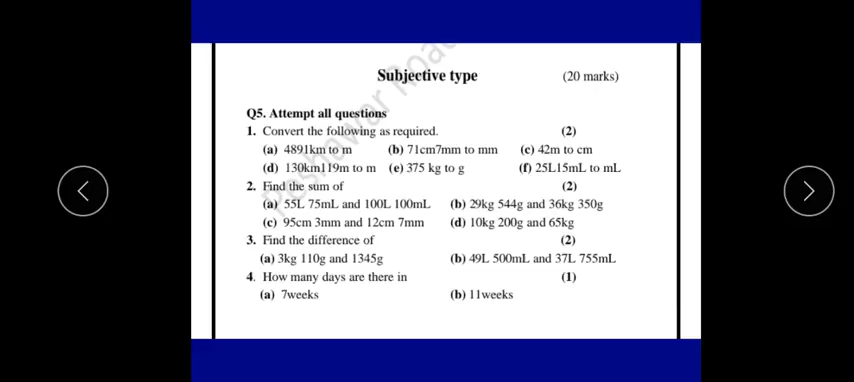 Subjective type (20 marks)
Q5. Attempt all questions
1. Convert the following as required. (2)
(a) 4891km to m (b) 71cm7mm to mm (c) 42m to cm
(d) 130km119m to m (e) 375 kg to g (f) 25L15mL to mL
2. Find the sum of (2)
(a) 55L 75mL and 100L 100mL (b) 29kg 544g and 36kg 350g
(c) 95cm 3mm and 12cm 7mm (d) 10kg 200g and 65kg
3. Find the difference of (2)
(a) 3kg 110g and 1345g (b) 49L 500mL and 37L 755mL
4. How many days are there in (1)
(a) 7weeks (b) 11weeks
Peshawar Road